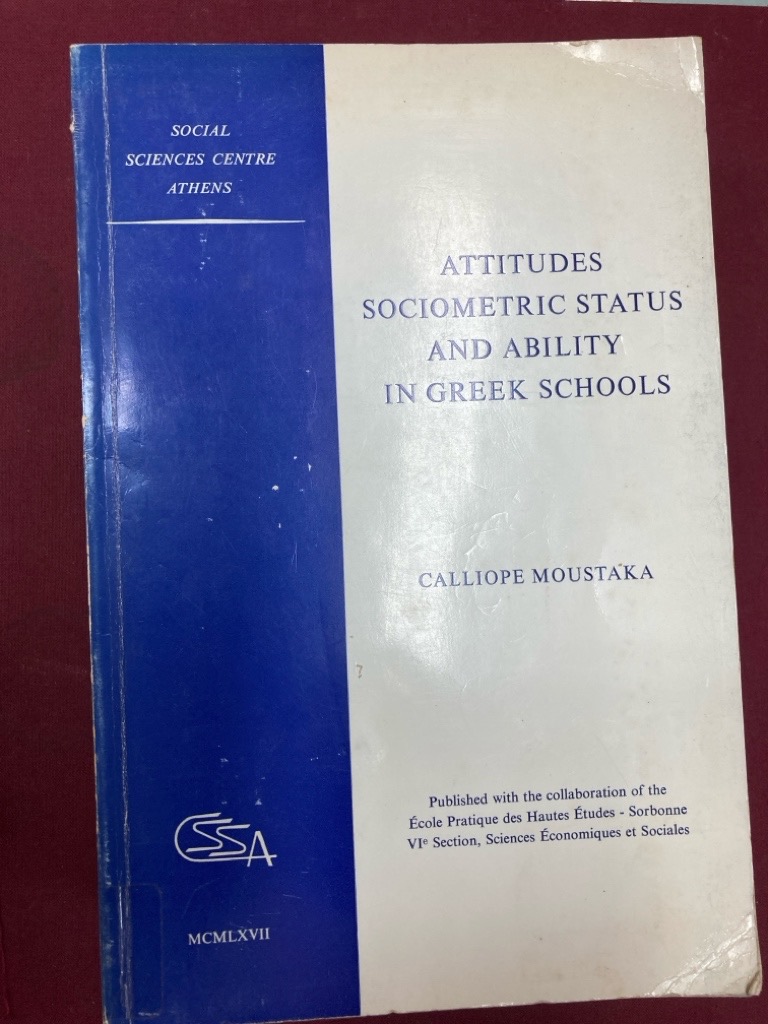 SOCIAL
SCIENCES CENTRE
ATHENS
ATTITUDES
SOCIOMETRIC STATUS
AND ABILITY
IN GREEK SCHOOLS
CALLIOPE MOUSTAKA
Published with the collaboration of the
École Pratique des Hautes Études - Sorbonne
VIᵉ Section, Sciences Économiques et Sociales
CSSA
MCMLXVII